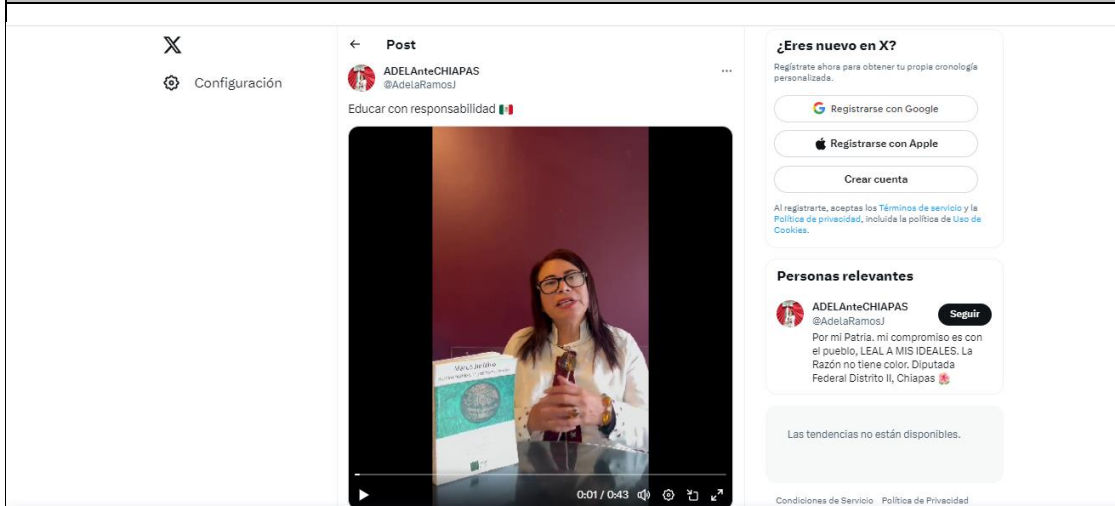 Configuración
Post
ADELAnteCHIAPAS
@AdelaRamosJ
Educar con responsabilidad
Marco Jurídico
0:01 / 0:43
¿Eres nuevo en X?
Regístrate ahora para obtener tu propia cronología
personalizada.
Registrarse con Google
Registrarse con Apple
Crear cuenta
Al registrarte, aceptas los Términos de servicio y la
Política de privacidad, incluida la política de Uso de
Cookies.
Personas relevantes
ADELAnteCHIAPAS
@AdelaRamosJ
Seguir
Por mi Patria. mi compromiso es con
el pueblo, LEAL A MIS IDEALES. La
Razón no tiene color. Diputada
Federal Distrito II, Chiapas
Las tendencias no están disponibles.
Condiciones de Servicio Política de Privacidad